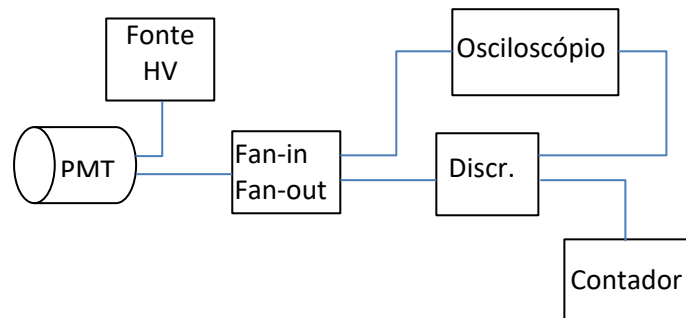 Fonte
HV
Osciloscópio
PMT
Fan-in
Fan-out
Discr.
Contador